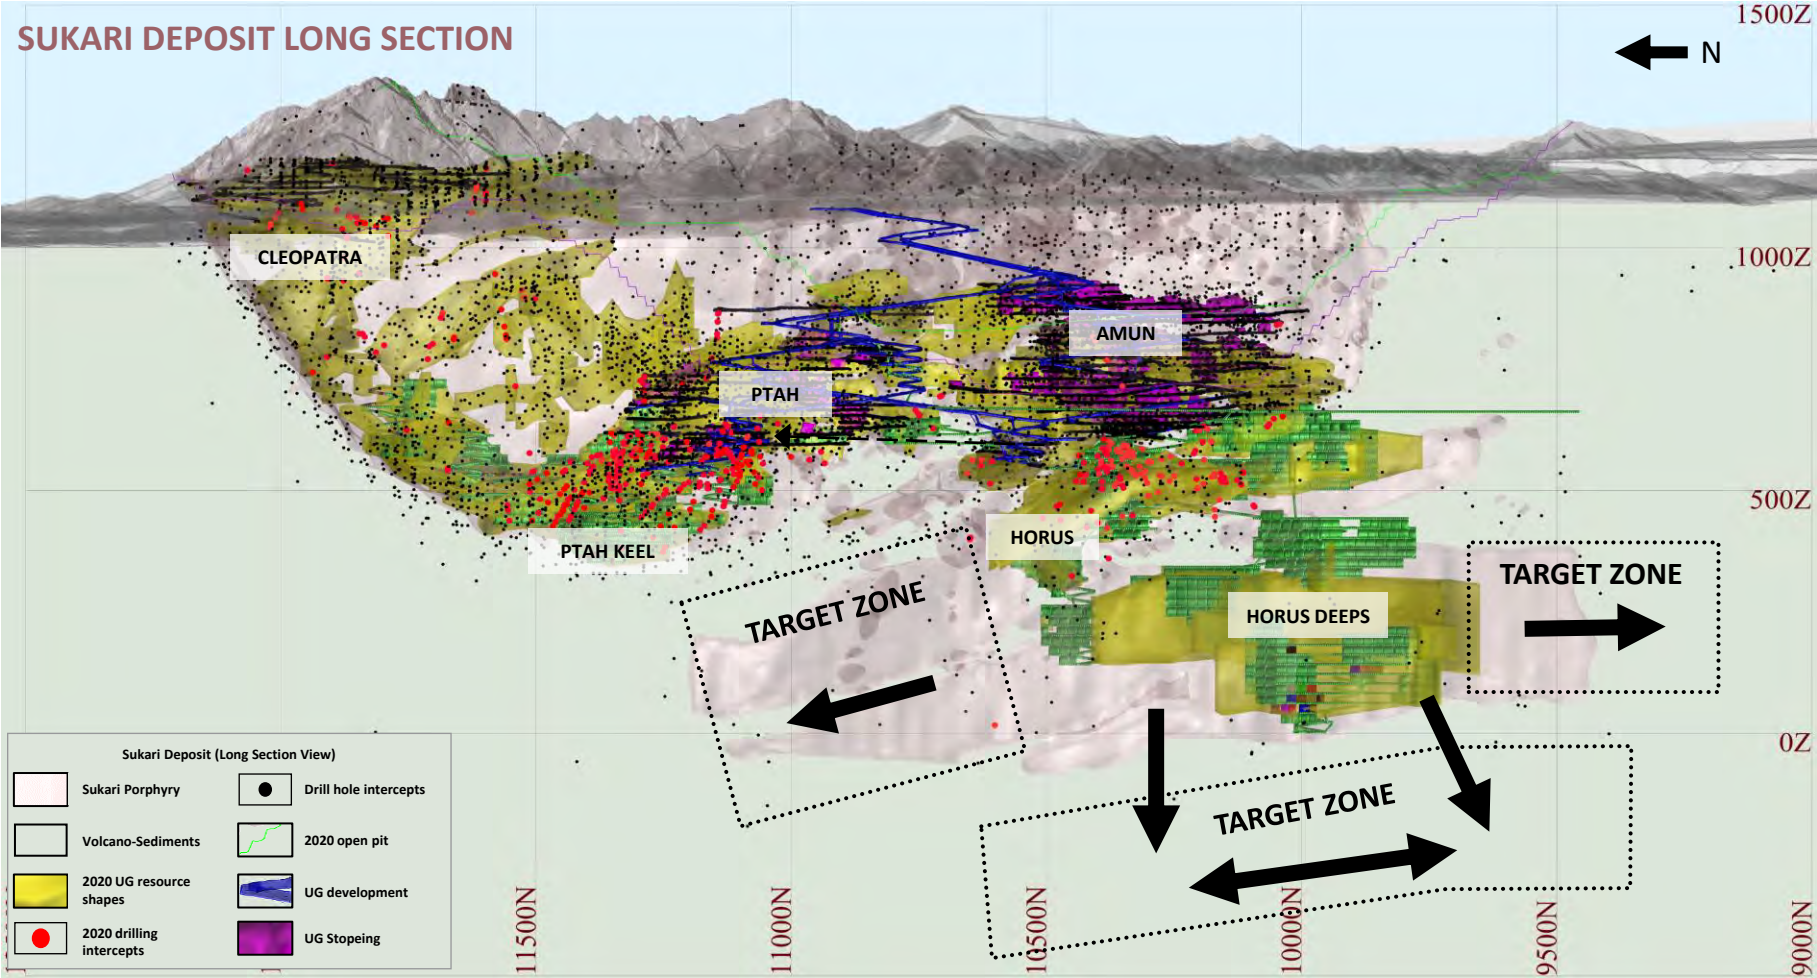 SUKARI DEPOSIT LONG SECTION
1500Z
N
CLEOPATRA
1000Z
AMUN
PTAH
500Z
HORUS
PTAH KEEL
TARGET ZONE
TARGET ZONE
HORUS DEEPS
0Z
TARGET ZONE
Sukari Deposit (Long Section View)
Sukari Porphyry
Drill hole intercepts
Volcano-Sediments
2020 open pit
2020 UG resource
shapes
UG development
2020 drilling
intercepts
UG Stopeing
11500N
11000N
10500N
10000N
9500N
9000N